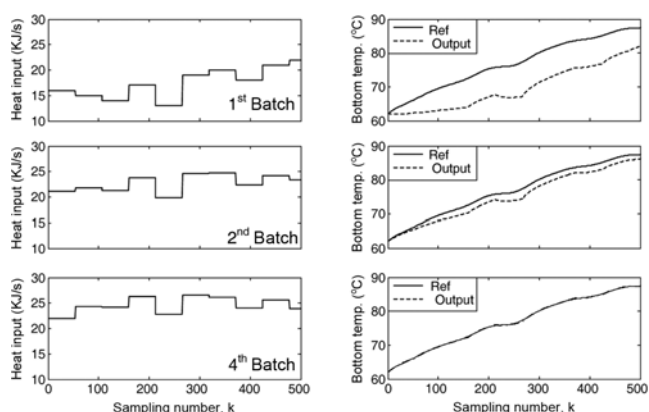 30
25
20
15
10
Heat input (KJ/s)
1st Batch
90
80
70
60
Bottom temp. (°C)
Ref
Output
30
25
20
15
10
Heat input (KJ/s)
2nd Batch
90
80
70
60
Bottom temp. (°C)
Ref
Output
30
25
20
15
10
Heat input (KJ/s)
4th Batch
0 100 200 300 400 500
Sampling number, k
90
80
70
60
Bottom temp. (°C)
Ref
Output
0 100 200 300 400 500
Sampling number, k